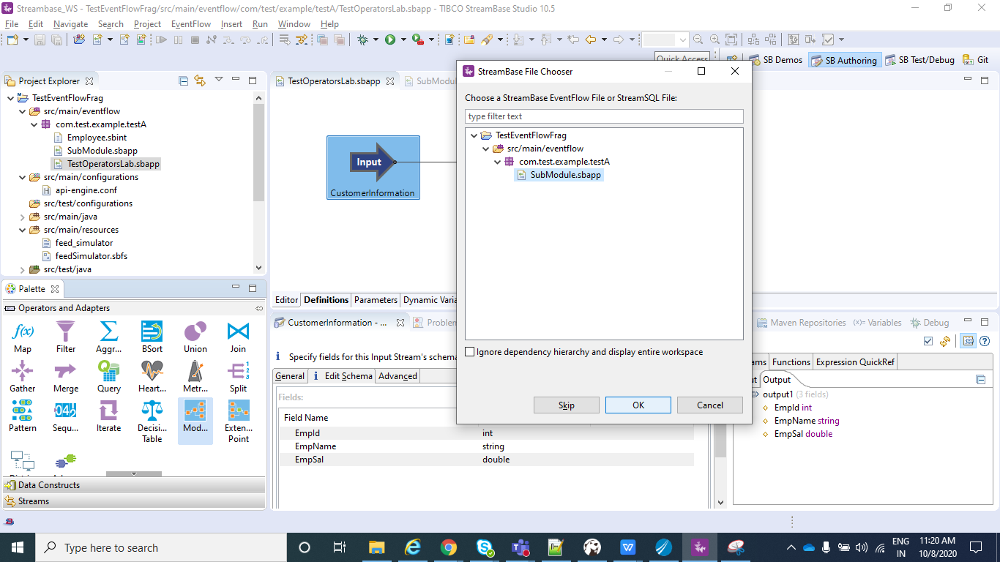 Streambase_WS - TestEventFlowFrag/src/main/eventflow/com/test/example/testA/TestOperatorsLab.sbapp - TIBCO StreamBase Studio 10.5
File Edit Navigate Search Project EventFlow Insert Run Window Help
Quick Access SB Demos SB Authoring SB Test/Debug Git
Project Explorer
TestEventFlowFrag
src/main/eventflow
com.test.example.testA
Employee.sbint
SubModule.sbapp
TestOperatorsLab.sbapp
src/main/configurations
api-engine.conf
src/test/configurations
src/main/java
src/main/resources
feed_simulator
feedSimulator.sbfs
src/test/java
TestOperatorsLab.sbapp
Input
CustomerInformation
Editor Definitions Parameters
StreamBase File Chooser
Choose a StreamBase EventFlow File or StreamSQL File:
type filter text
TestEventFlowFrag
src/main/eventflow
com.test.example.testA
SubModule.sbapp
Ignore dependency hierarchy and display entire workspace
Skip OK Cancel
Palette
Operators and Adapters
Map Filter Aggr... BSort Union Join
Gather Merge Query Heart... Metr... Split
Pattern Sequ... Iterate Decisi... Table Mod... Exten... Point
Data Constructs
Streams
CustomerInformation - ...
Specify fields for this Input Stream's schema
General Edit Schema Advanced
Fields:
Field Name
EmpId int
EmpName string
EmpSal double
Maven Repositories (x)= Variables Debug
Functions Expression QuickRef
Output
output1 (3 fields)
EmpId int
EmpName string
EmpSal double
Type here to search
ENG
IN
11:20 AM
10/8/2020